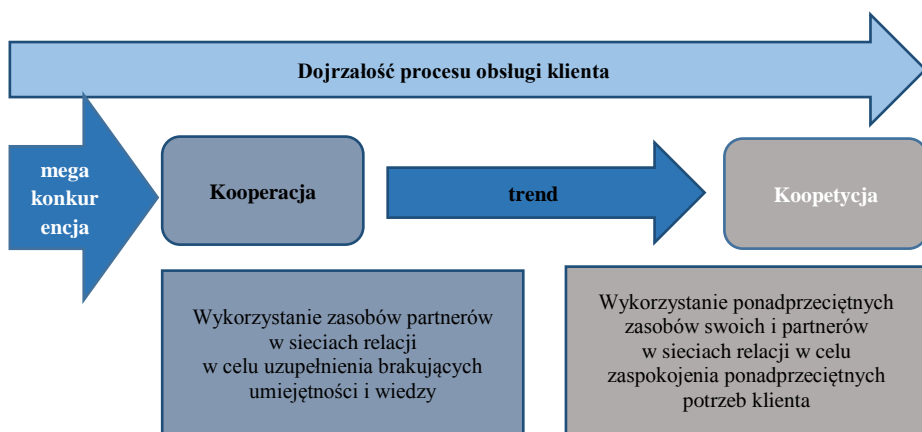 Dojrzałość procesu obsługi klienta
mega
konkur
encja
Kooperacja
trend
Koopetycja
Wykorzystanie zasobów partnerów
w sieciach relacji
w celu uzupełnienia brakujących
umiejętności i wiedzy
Wykorzystanie ponadprzeciętnych
zasobów swoich i partnerów
w sieciach relacji w celu
zaspokojenia ponadprzeciętnych
potrzeb klienta